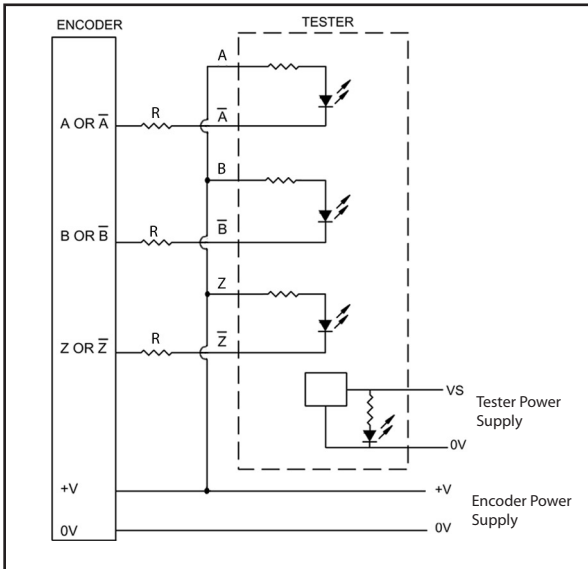 ENCODER
TESTER
A
A OR A̅
R
A̅
B
B OR B̅
R
B̅
Z
Z OR Z̅
R
Z̅
VS
Tester Power
Supply
0V
+V
+V
Encoder Power
Supply
0V
0V